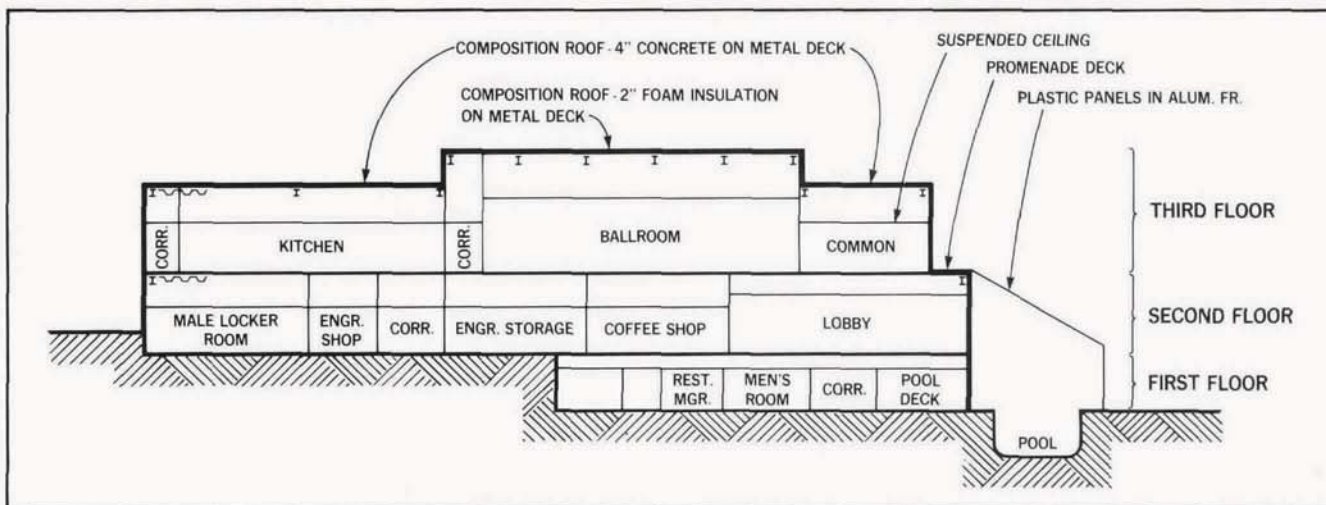 COMPOSITION ROOF - 4" CONCRETE ON METAL DECK
SUSPENDED CEILING
PROMENADE DECK
COMPOSITION ROOF - 2" FOAM INSULATION
ON METAL DECK
PLASTIC PANELS IN ALUM. FR.
THIRD FLOOR
CORR.
KITCHEN
CORR.
BALLROOM
COMMON
SECOND FLOOR
MALE LOCKER
ROOM
ENGR.
SHOP
CORR.
ENGR. STORAGE
COFFEE SHOP
LOBBY
FIRST FLOOR
REST.
MGR.
MEN'S
ROOM
CORR.
POOL
DECK
POOL